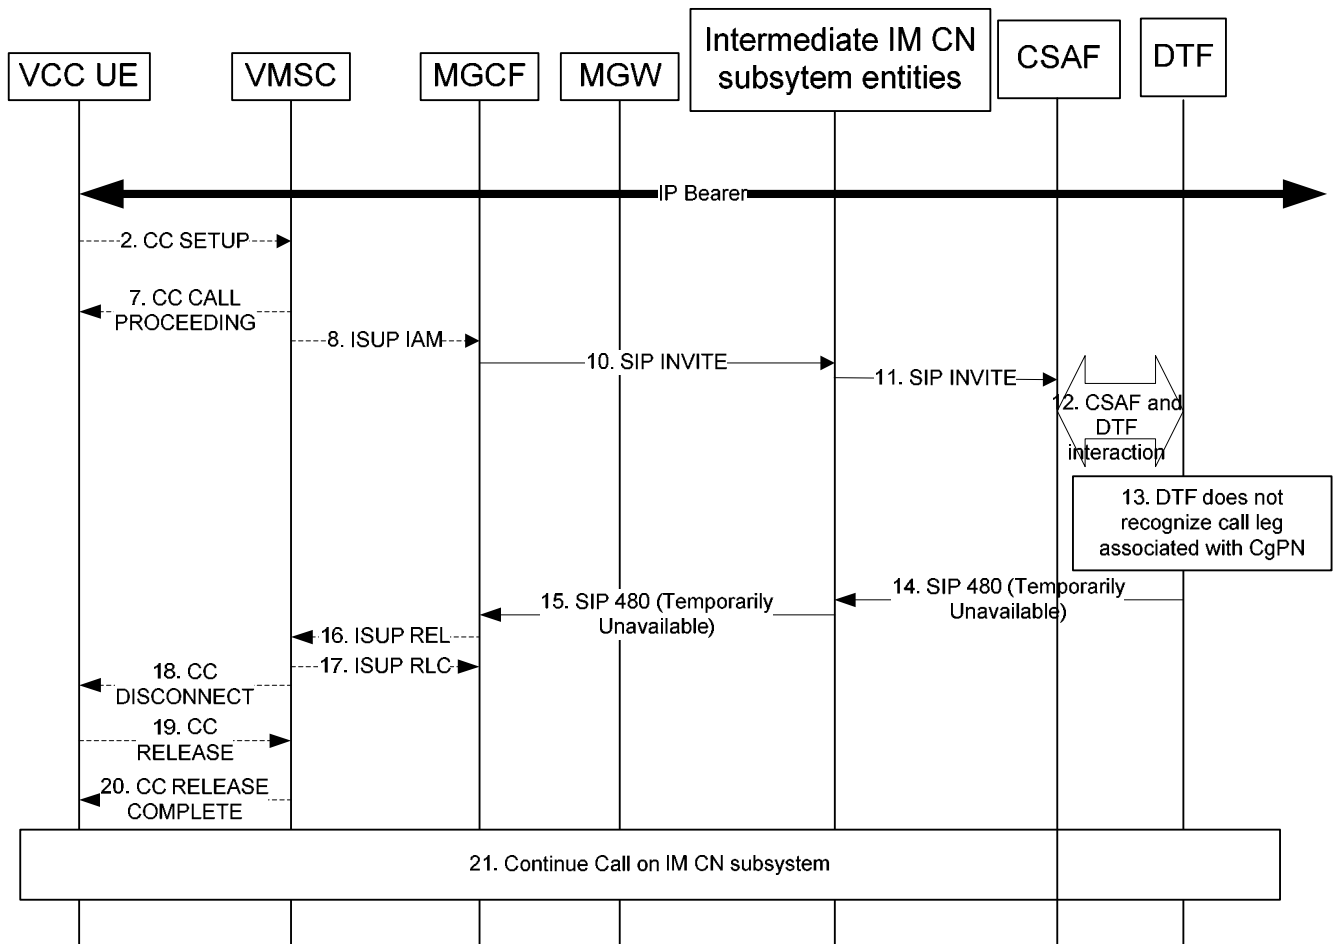 VCC UE
VMSC
MGCF
MGW
Intermediate IM CN
subsytem entities
CSAF
DTF
IP Bearer
2. CC SETUP
7. CC CALL
PROCEEDING
8. ISUP IAM
10. SIP INVITE
11. SIP INVITE
12. CSAF and
DTF
interaction
13. DTF does not
recognize call leg
associated with CgPN
14. SIP 480 (Temporarily
Unavailable)
15. SIP 480 (Temporarily
Unavailable)
16. ISUP REL
17. ISUP RLC
18. CC
DISCONNECT
19. CC
RELEASE
20. CC RELEASE
COMPLETE
21. Continue Call on IM CN subsystem